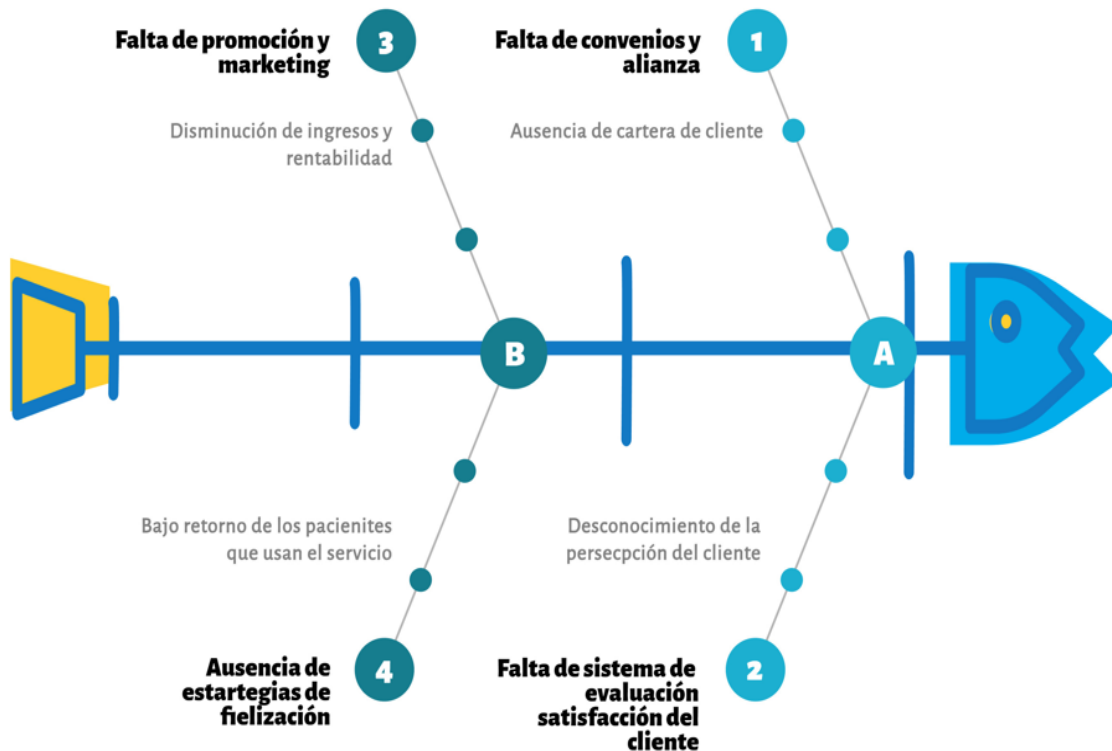 3
Falta de promoción y
marketing
Disminución de ingresos y
rentabilidad
1
Falta de convenios y
alianza
Ausencia de cartera de cliente
B
A
Bajo retorno de los pacienites
que usan el servicio
4
Ausencia de
estartegias de
fielización
Desconocimiento de la
persecpción del cliente
2
Falta de sistema de
evaluación
satisfacción del
cliente